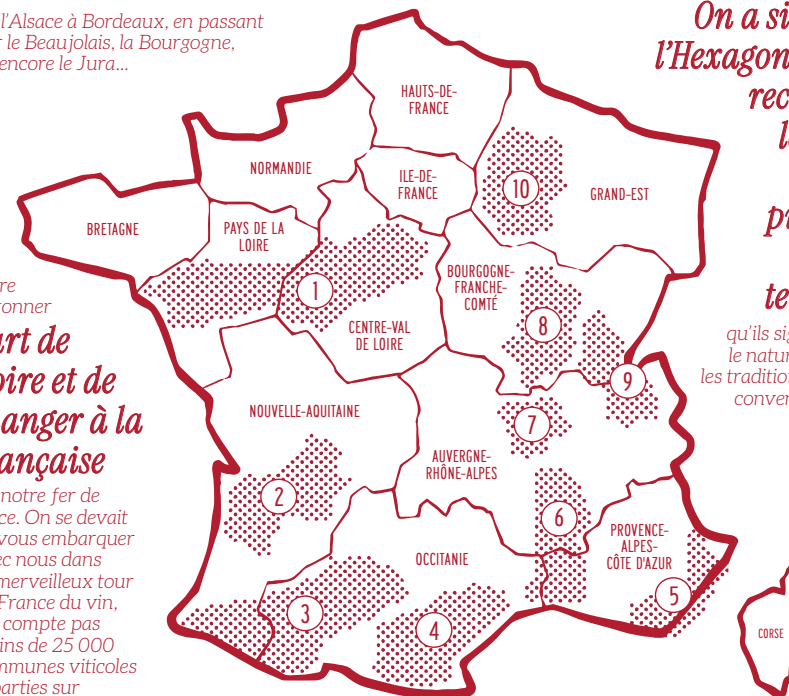 l'Alsace à Bordeaux, en passant
le Beaujolais, la Bourgogne,
encore le Jura...
On a si
l'Hexagon
rec
l
pu
te
qu'ils sig
le natur
les tradition
conver
onner
art de
oire et de
anger à la
ançaise
notre fer de
ce. On se devait
vous embarquer
ec nous dans
merveilleux tour
France du vin,
compte pas
ins de 25 000
mmunes viticoles
parties sur
HAUTS-DE-
FRANCE
NORMANDIE
ILE-DE-
FRANCE
10
GRAND-EST
BRETAGNE
PAYS DE LA
LOIRE
1
CENTRE-VAL
DE LOIRE
BOURGOGNE-
FRANCHE-
COMTÉ
8
9
NOUVELLE-AQUITAINE
7
AUVERGNE-
RHÔNE-ALPES
2
6
PROVENCE-
ALPES-
CÔTE D'AZUR
OCCITANIE
5
3
4
CORSE